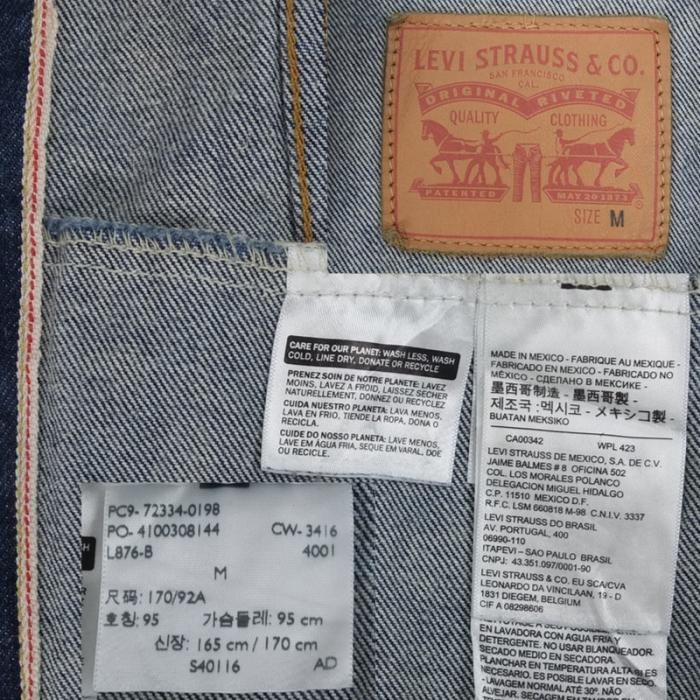 LEVI STRAUSS & CO.
SAN FRANCISCO
CAL.
ORIGINAL RIVETED
QUALITY CLOTHING
PATENTED MAY 20 1873
SIZE M
CARE FOR OUR PLANET: WASH LESS, WASH
COLD, LINE DRY, DONATE OR RECYCLE
PRENEZ SOIN DE NOTRE PLANETE: LAVEZ
MOINS, LAVEZ A FROID, LAISSEZ SECHER
NATURELLEMENT, DONNEZ OU RECYCLEZ
CUIDA NUESTRO PLANETA: LAVA MENOS,
LAVA EN FRIO, TIENDE LA ROPA, DONA O
RECICLA.
CUIDE DO NOSSO PLANETA: LAVE MENOS,
LAVE EM ÁGUA FRIA, SEQUE EM VARAL, DOE
OU RECICLE.
MADE IN MEXICO - FABRIQUE AU MEXIQUE -
FABRICADO EN MEXICO - FABRICADO NO
MÉXICO - СДЕЛАНО В МЕКСИКЕ -
墨西哥制造 - 墨西哥製 -
제조국 : 멕시코 - メキシコ製 -
BUATAN MEKSIKO
CA00342 WPL 423
LEVI STRAUSS DE MEXICO, S.A. DE C.V.
JAIME BALMES # 8 OFICINA 502
COL. LOS MORALES POLANCO
DELEGACION MIGUEL HIDALGO
C.P. 11510 MEXICO D.F.
R.F.C. LSM 660818 M-98 C.N.I.V. 3337
LEVI STRAUSS DO BRASIL
AV. PORTUGAL, 400
06990-110
ITAPEVI – SAO PAULO BRASIL
CNPJ: 43.351.097/0001-90
LEVI STRAUSS & CO. EU SCA/CVA
LEONARDO DA VINCILAAN, 19 - D
1831 DIEGEM, BELGIUM
CIF A 08298606
EN LAVADORA CON AGUA FRIA Y
DETERGENTE. NO USAR BLANQUEADOR.
SECADO MEDIO EN SECADORA.
PLANCHAR EN TEMPERATURA ALTA
SECADO ES POSIBLE LAVAR EN SECO.
- LAVAGEM NORMAL ATÉ 30° NÃO
PC9- 72334-0198
PO- 4100308144 CW- 3416
L876-B 4001
M
尺码: 170/92A
호칭: 95 가슴둘레: 95 cm
신장: 165 cm / 170 cm
S40116 AD